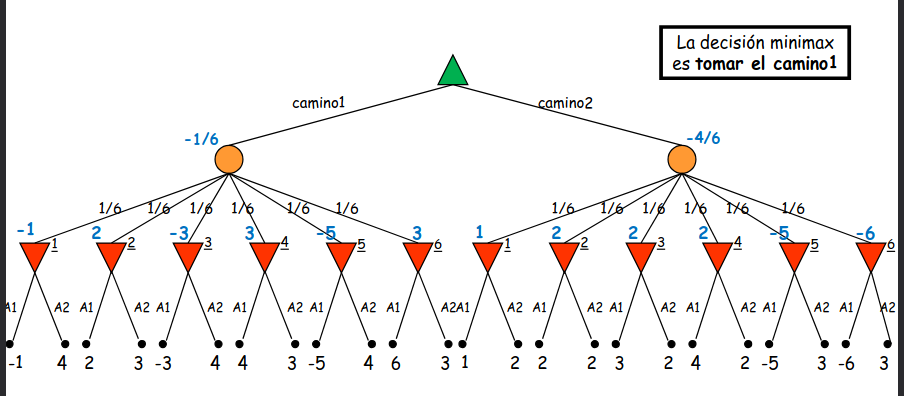 La decisión minimax
es tomar el camino1
camino1 camino2
-1/6 -4/6
1/6 1/6 1/6 1/6 1/6 1/6 1/6 1/6 1/6 1/6 1/6 1/6
-1 2 -3 3 -5 3 1 2 2 2 -5 -6
1 2 3 4 5 6 1 2 3 4 5 6
A1 A2 A1 A2 A1 A2 A1 A2 A1 A2 A1 A2 A1 A2 A1 A2 A1 A2 A1 A2 A1 A2 A1 A2
-1 4 2 3 -3 4 4 3 -5 4 6 3 1 2 2 2 3 2 4 2 -5 3 -6 3